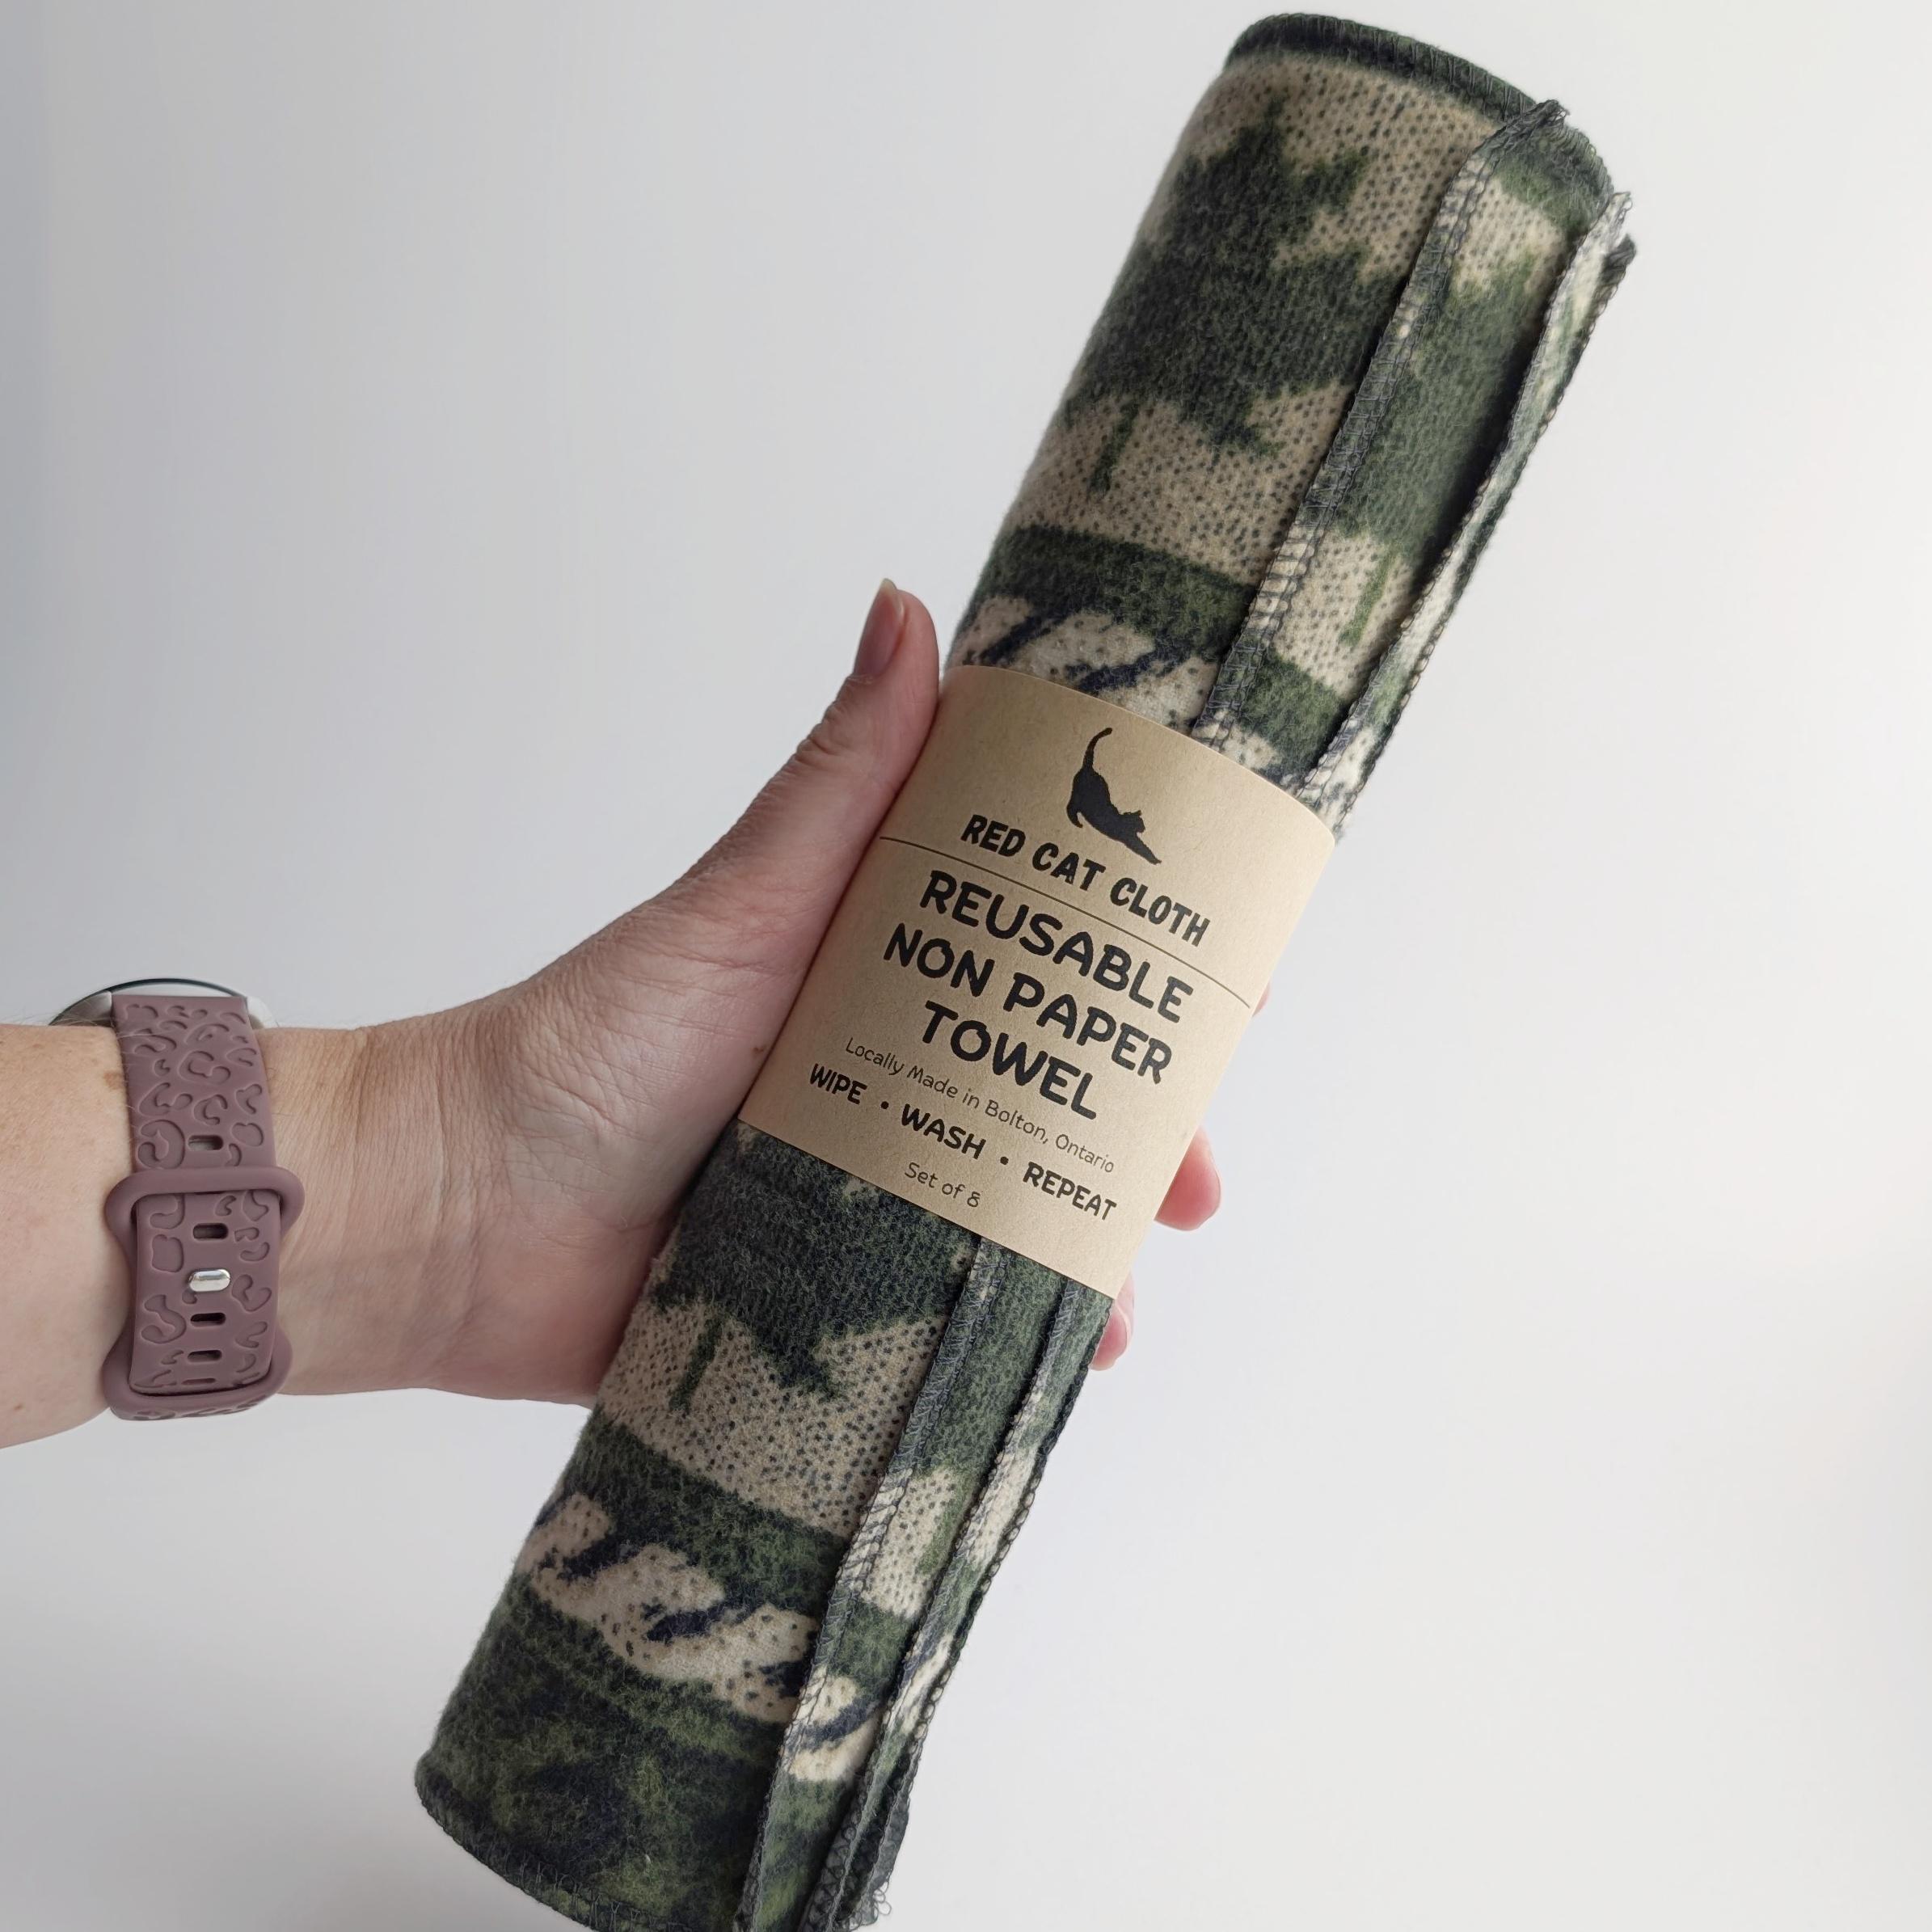 RED CAT CLOTH
REUSABLE
NON PAPER
TOWEL
Locally Made in Bolton, Ontario
WIPE • WASH • REPEAT
Set of 8